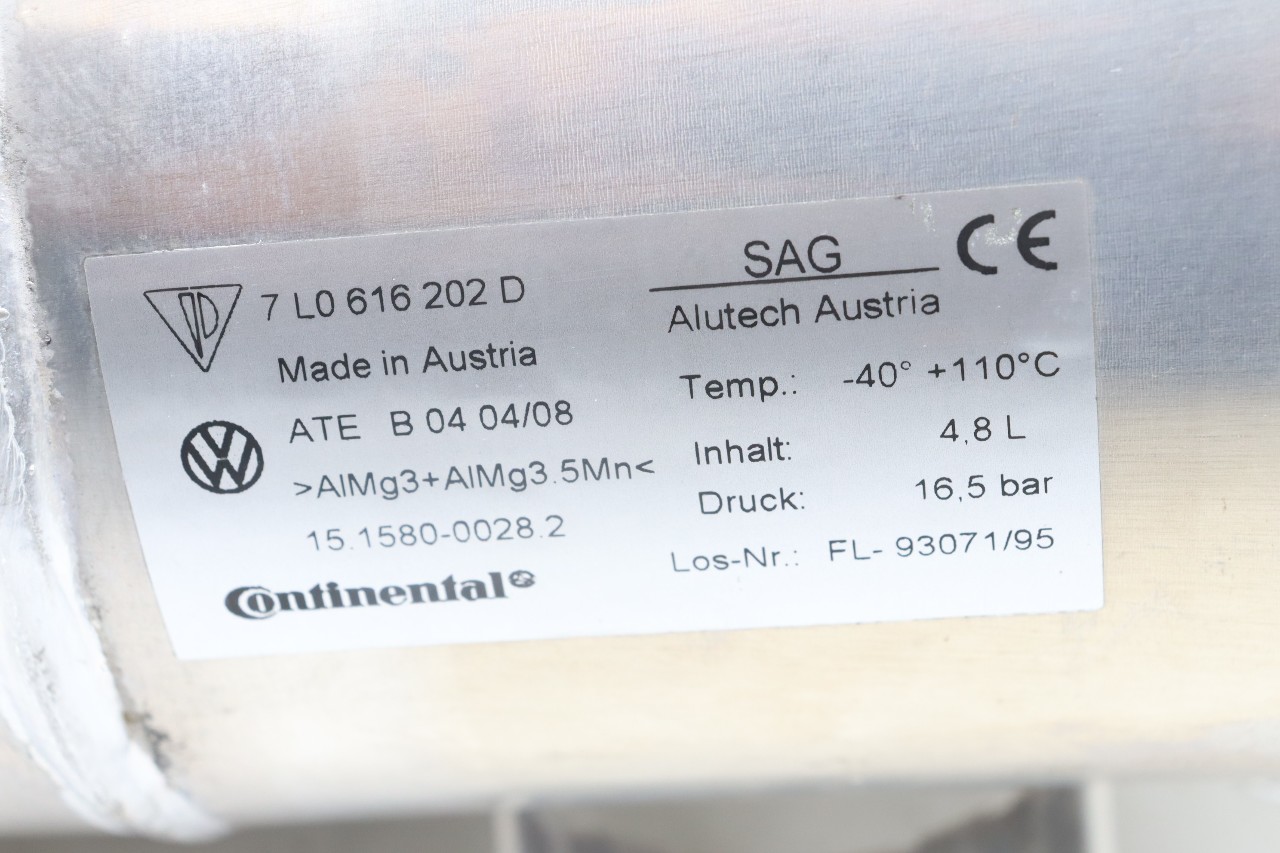 7 L0 616 202 D
Made in Austria
ATE B 04 04/08
>AlMg3+AlMg3.5Mn<
15.1580-0028.2
Continental
SAG
CE
Alutech Austria
Temp.: -40° +110°C
Inhalt: 4,8 L
Druck: 16,5 bar
Los-Nr.: FL- 93071/95